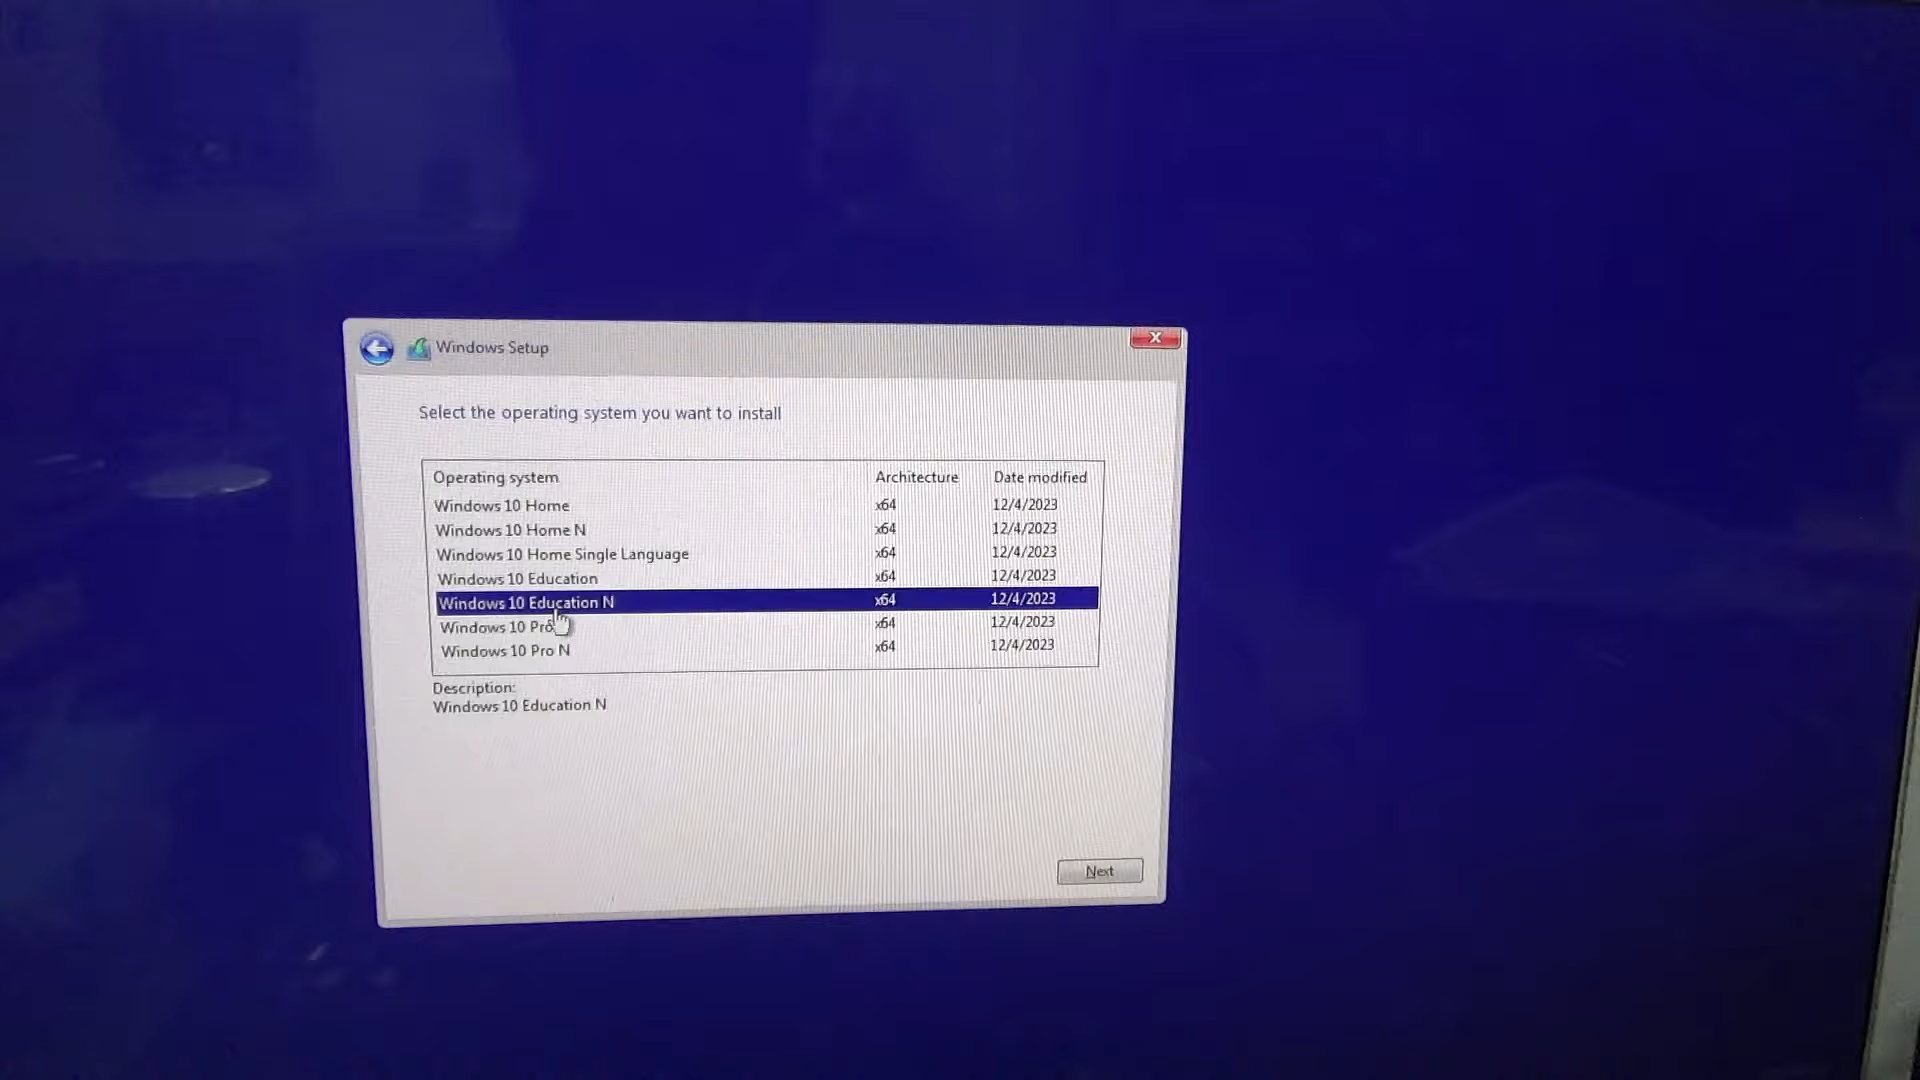 Windows Setup
Select the operating system you want to install
Operating system Architecture Date modified
Windows 10 Home x64 12/4/2023
Windows 10 Home N x64 12/4/2023
Windows 10 Home Single Language x64 12/4/2023
Windows 10 Education x64 12/4/2023
Windows 10 Education N x64 12/4/2023
Windows 10 Pro x64 12/4/2023
Windows 10 Pro N x64 12/4/2023
Description:
Windows 10 Education N
Next